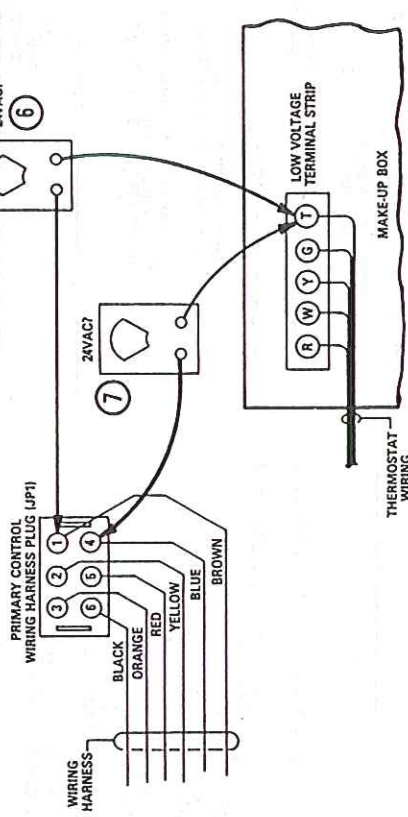 24VAC?
6
LOW VOLTAGE
TERMINAL STRIP
R
W
Y
G
T
MAKE-UP BOX
THERMOSTAT
WIRING
24VAC?
7
PRIMARY CONTROL
WIRING HARNESS PLUG (JP1)
3
2
1
6
5
4
BLACK
ORANGE
RED
YELLOW
BLUE
BROWN
WIRING
HARNESS